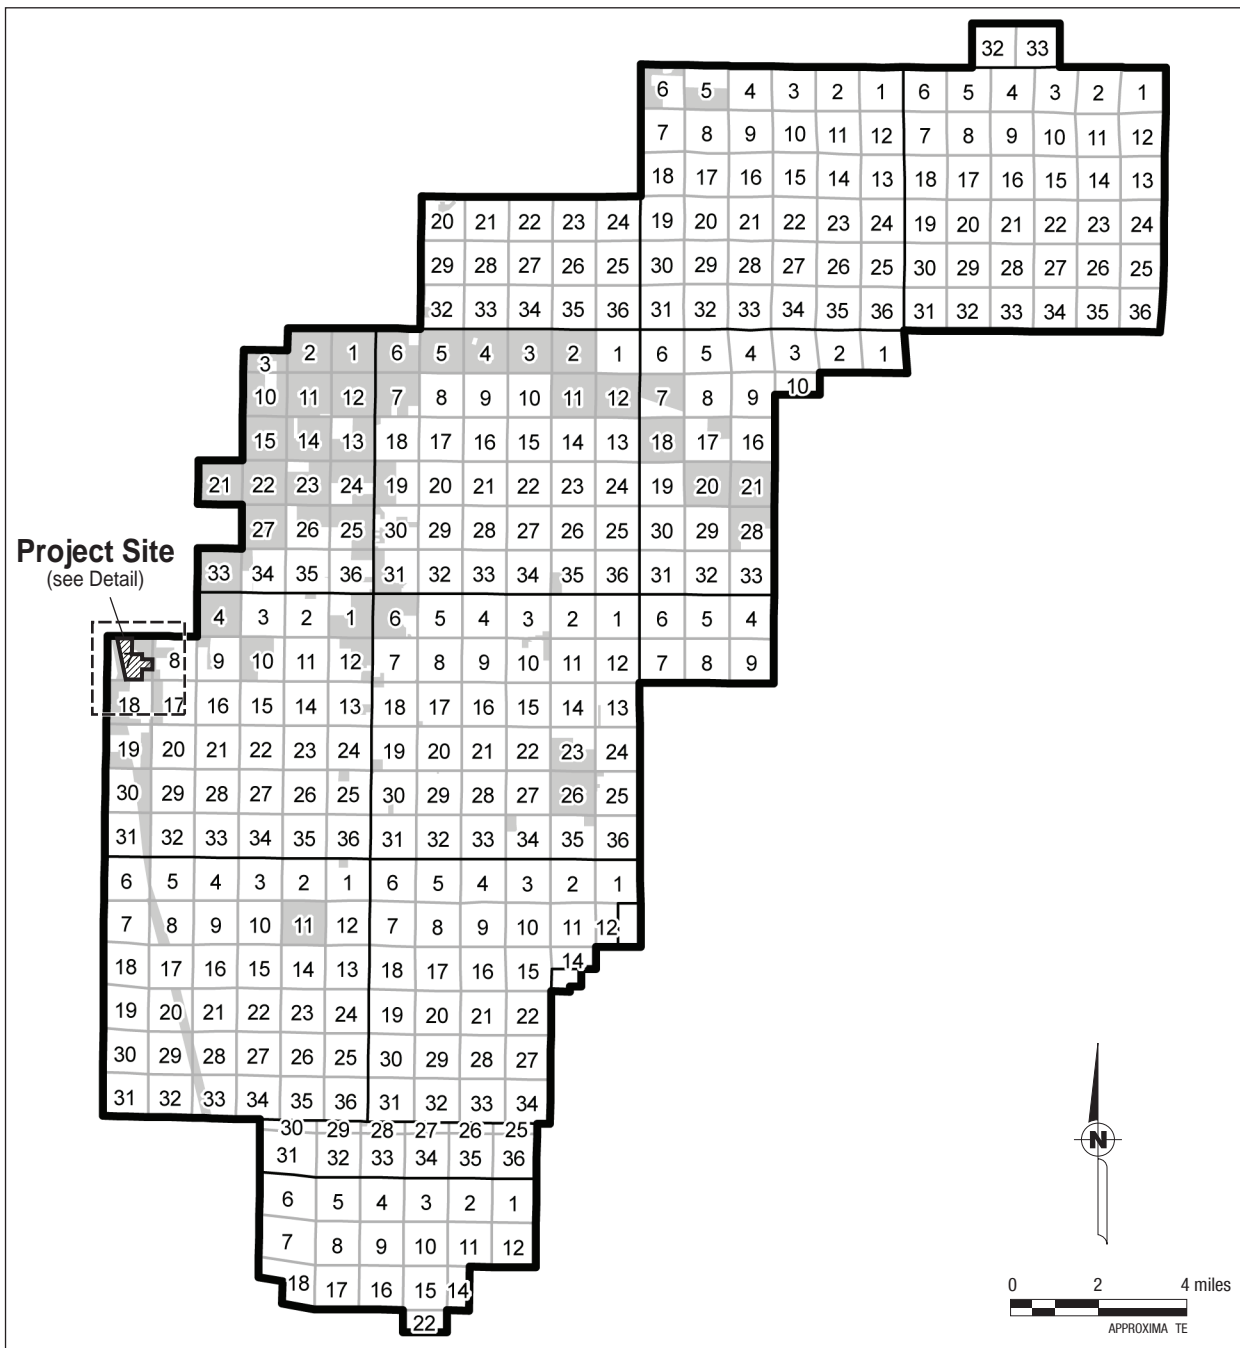 32 33
6 5 4 3 2 1 6 5 4 3 2 1
7 8 9 10 11 12 7 8 9 10 11 12
18 17 16 15 14 13 18 17 16 15 14 13
20 21 22 23 24 19 20 21 22 23 24 19 20 21 22 23 24
29 28 27 26 25 30 29 28 27 26 25 30 29 28 27 26 25
32 33 34 35 36 31 32 33 34 35 36 31 32 33 34 35 36
3 2 1 6 5 4 3 2 1 6 5 4 3 2 1
10 11 12 7 8 9 10 11 12 7 8 9 10
15 14 13 18 17 16 15 14 13 18 17 16
21 22 23 24 19 20 21 22 23 24 19 20 21
27 26 25 30 29 28 27 26 25 30 29 28
Project Site
(see Detail)
33 34 35 36 31 32 33 34 35 36 31 32 33
4 3 2 1 6 5 4 3 2 1 6 5 4
8 9 10 11 12 7 8 9 10 11 12 7 8 9
18 17 16 15 14 13 18 17 16 15 14 13
19 20 21 22 23 24 19 20 21 22 23 24
30 29 28 27 26 25 30 29 28 27 26 25
31 32 33 34 35 36 31 32 33 34 35 36
6 5 4 3 2 1 6 5 4 3 2 1
7 8 9 10 11 12 7 8 9 10 11 12
18 17 16 15 14 13 18 17 16 15 14
19 20 21 22 23 24 19 20 21 22
30 29 28 27 26 25 30 29 28 27
31 32 33 34 35 36 31 32 33 34
30 29 28 27 26 25
31 32 33 34 35 36
6 5 4 3 2 1
7 8 9 10 11 12
18 17 16 15 14
22
N
0 2 4 miles
APPROXIMA TE